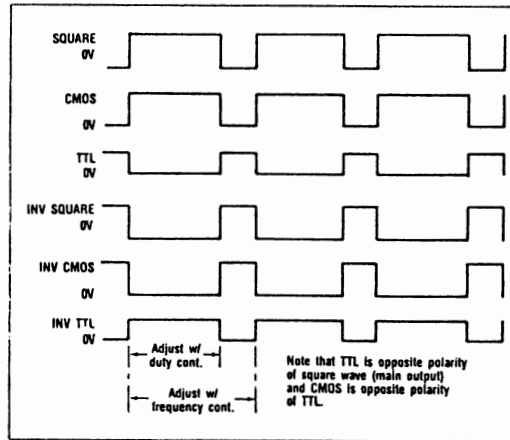 SQUARE
0V
CMOS
0V
TTL
0V
INV SQUARE
0V
INV CMOS
0V
INV TTL
0V
Adjust w/
duty cont.
Adjust w/
frequency cont.
Note that TTL is opposite polarity
of square wave (main output)
and CMOS is opposite polarity
of TTL.